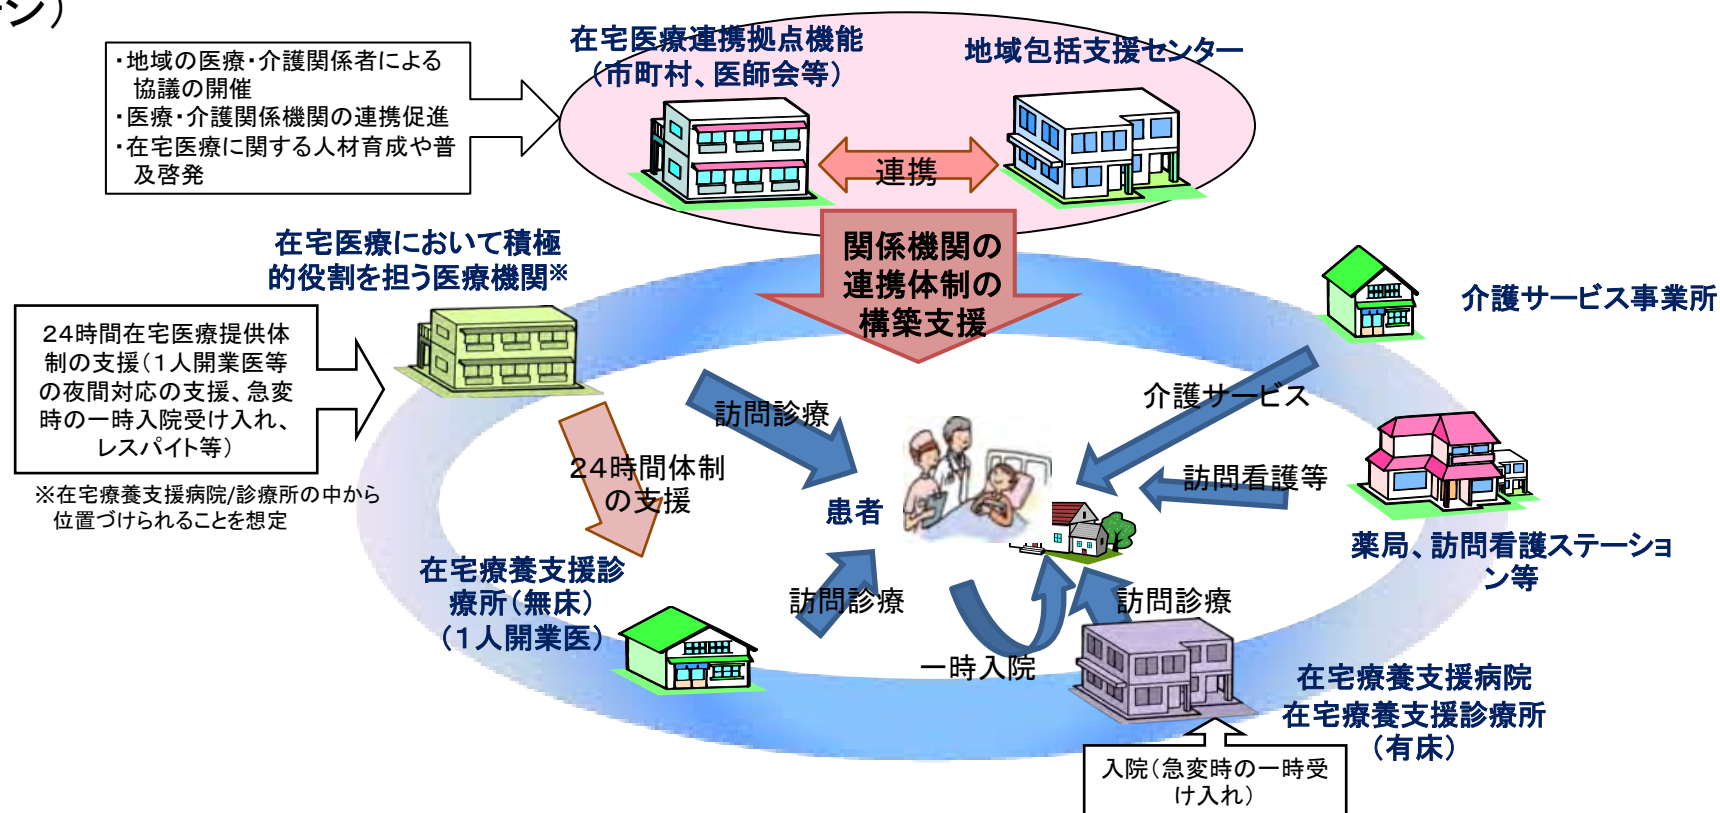 ーン）
在宅医療連携拠点機能
（市町村、医師会等）
地域包括支援センター
・地域の医療・介護関係者による
協議の開催
・医療・介護関係機関の連携促進
・在宅医療に関する人材育成や普
及啓発
連携
関係機関の
連携体制の
構築支援
在宅医療において積極
的役割を担う医療機関※
介護サービス事業所
２４時間在宅医療提供体
制の支援（１人開業医等
の夜間対応の支援、急変
時の一時入院受け入れ、
レスパイト等）
※在宅療養支援病院/診療所の中から
位置づけられることを想定
訪問診療
介護サービス
２４時間体制
の支援
訪問看護等
患者
薬局、訪問看護ステーショ
ン等
在宅療養支援診
療所（無床）
（１人開業医）
訪問診療
訪問診療
一時入院
在宅療養支援病院
在宅療養支援診療所
（有床）
入院（急変時の一時受
け入れ）